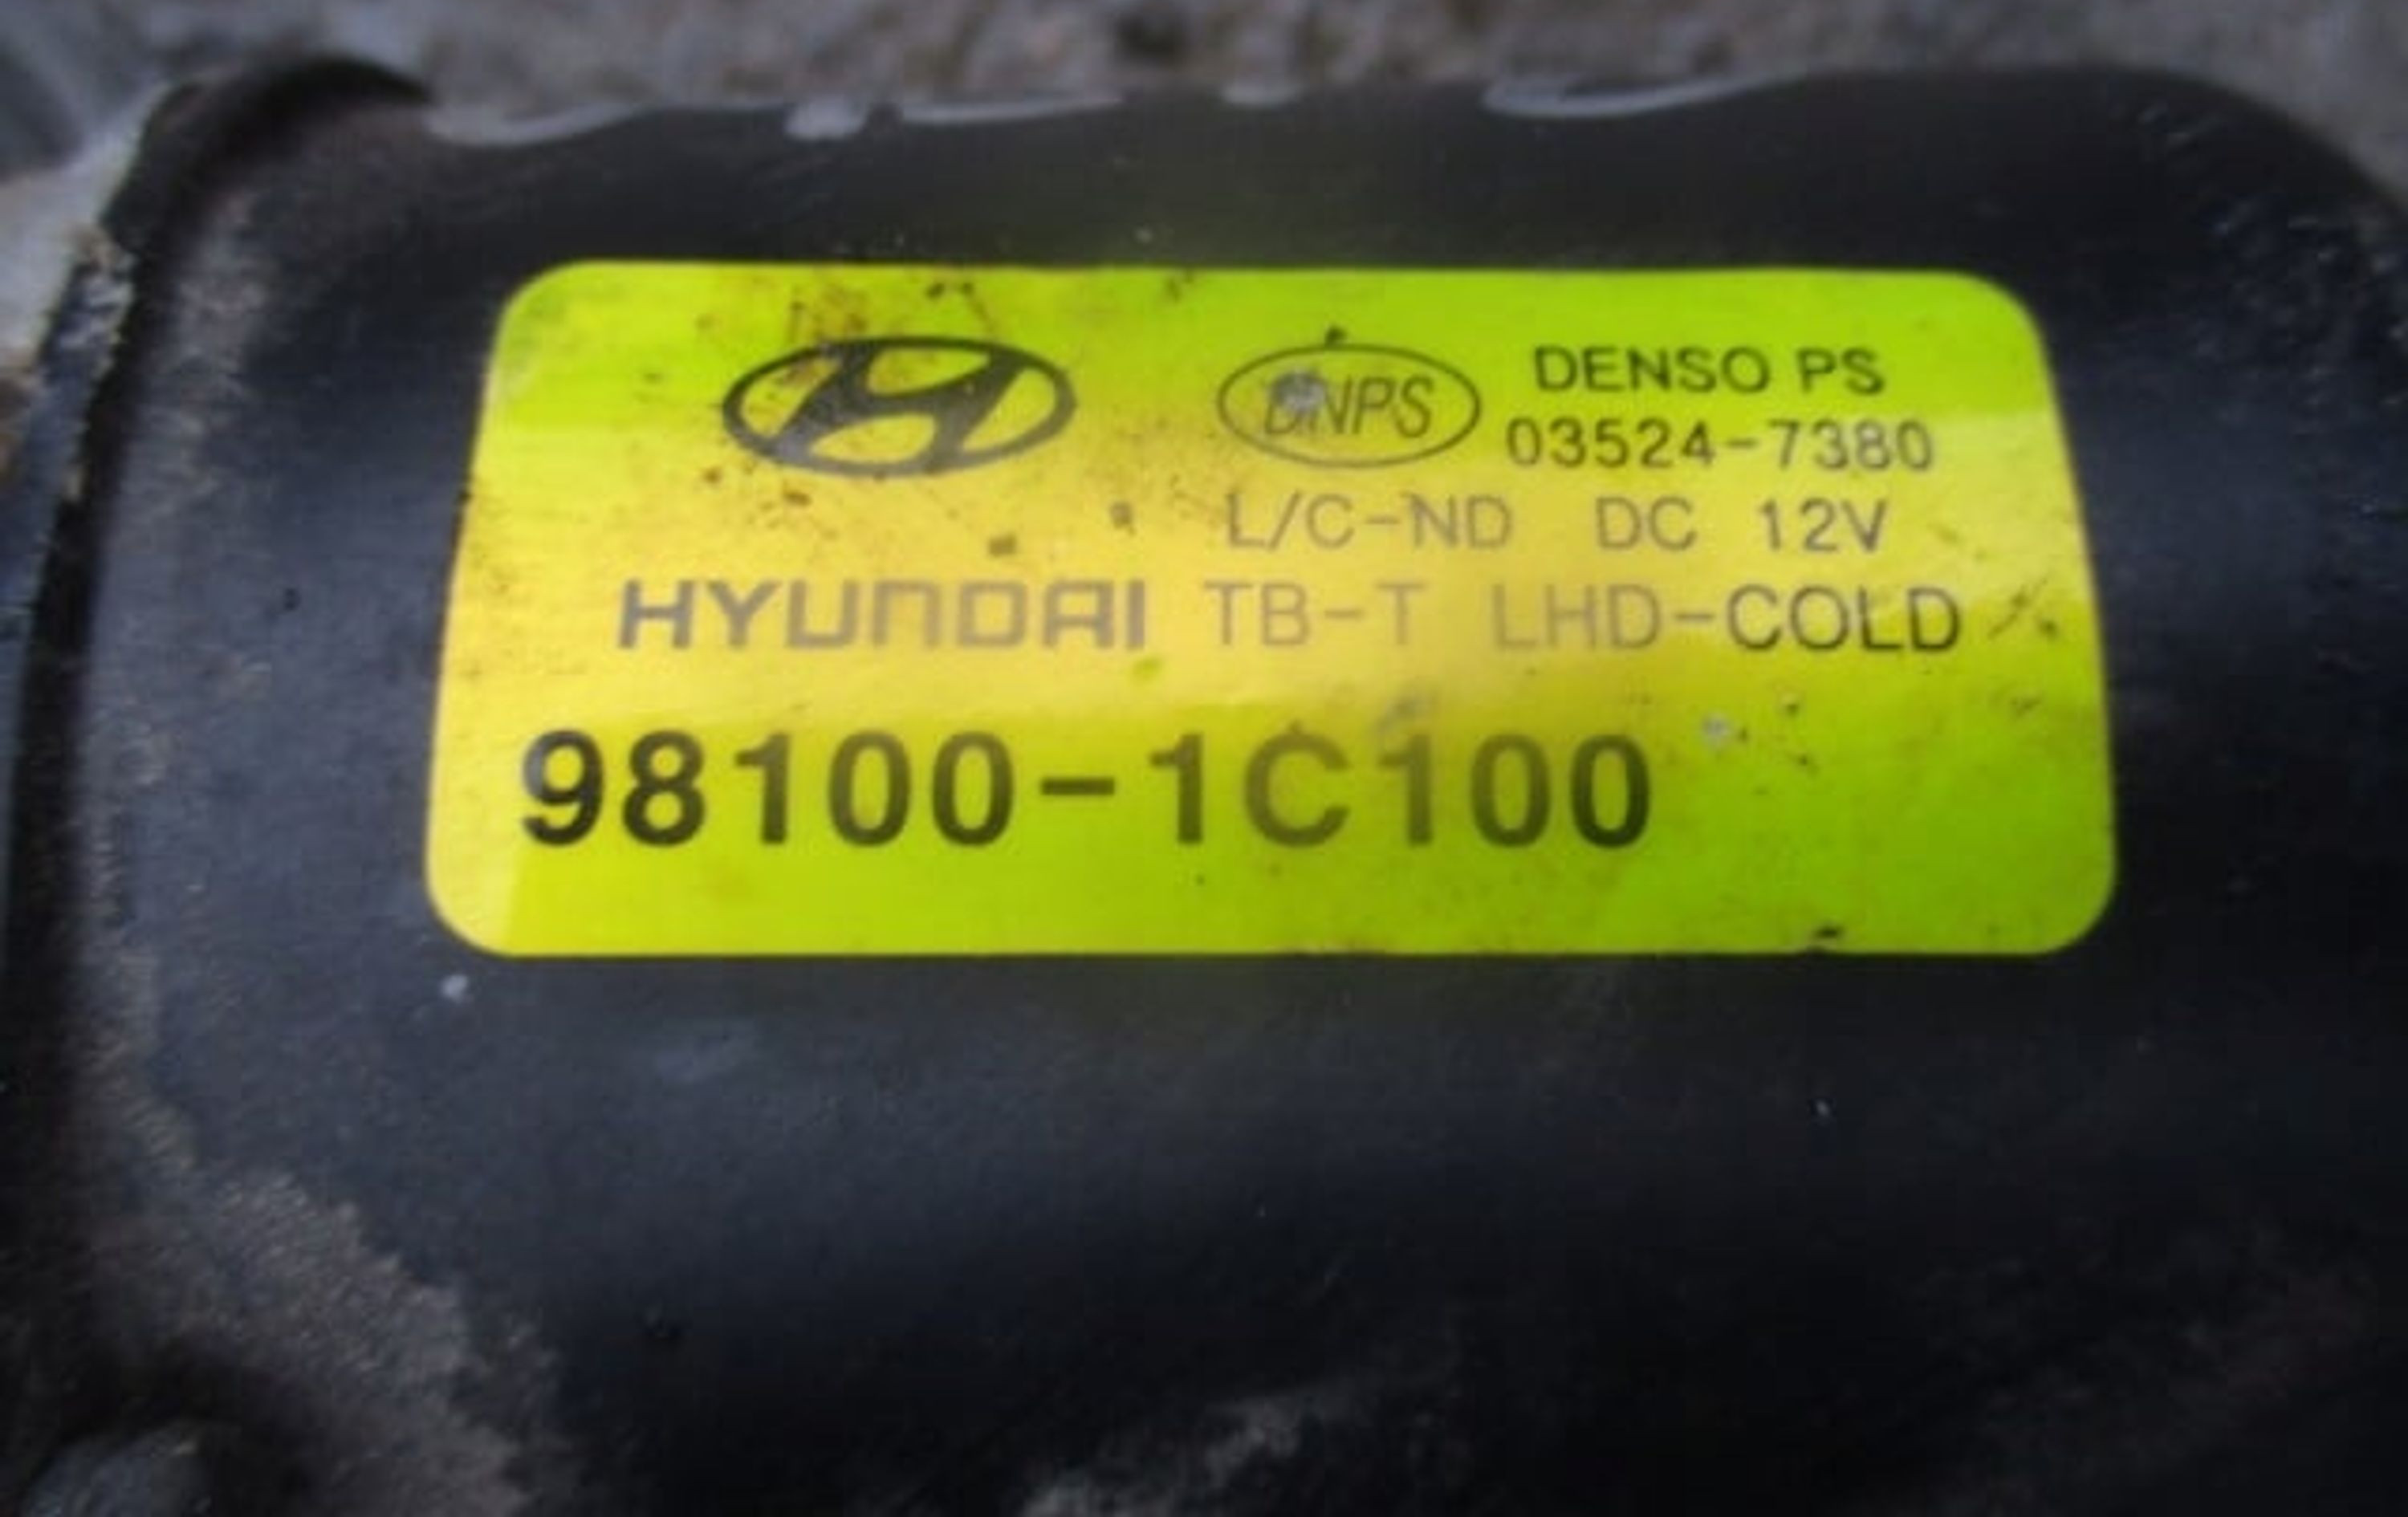 DNPS DENSO PS
03524-7380
L/C-ND DC 12V
HYUNDAI TB-T LHD-COLD
98100-1C100